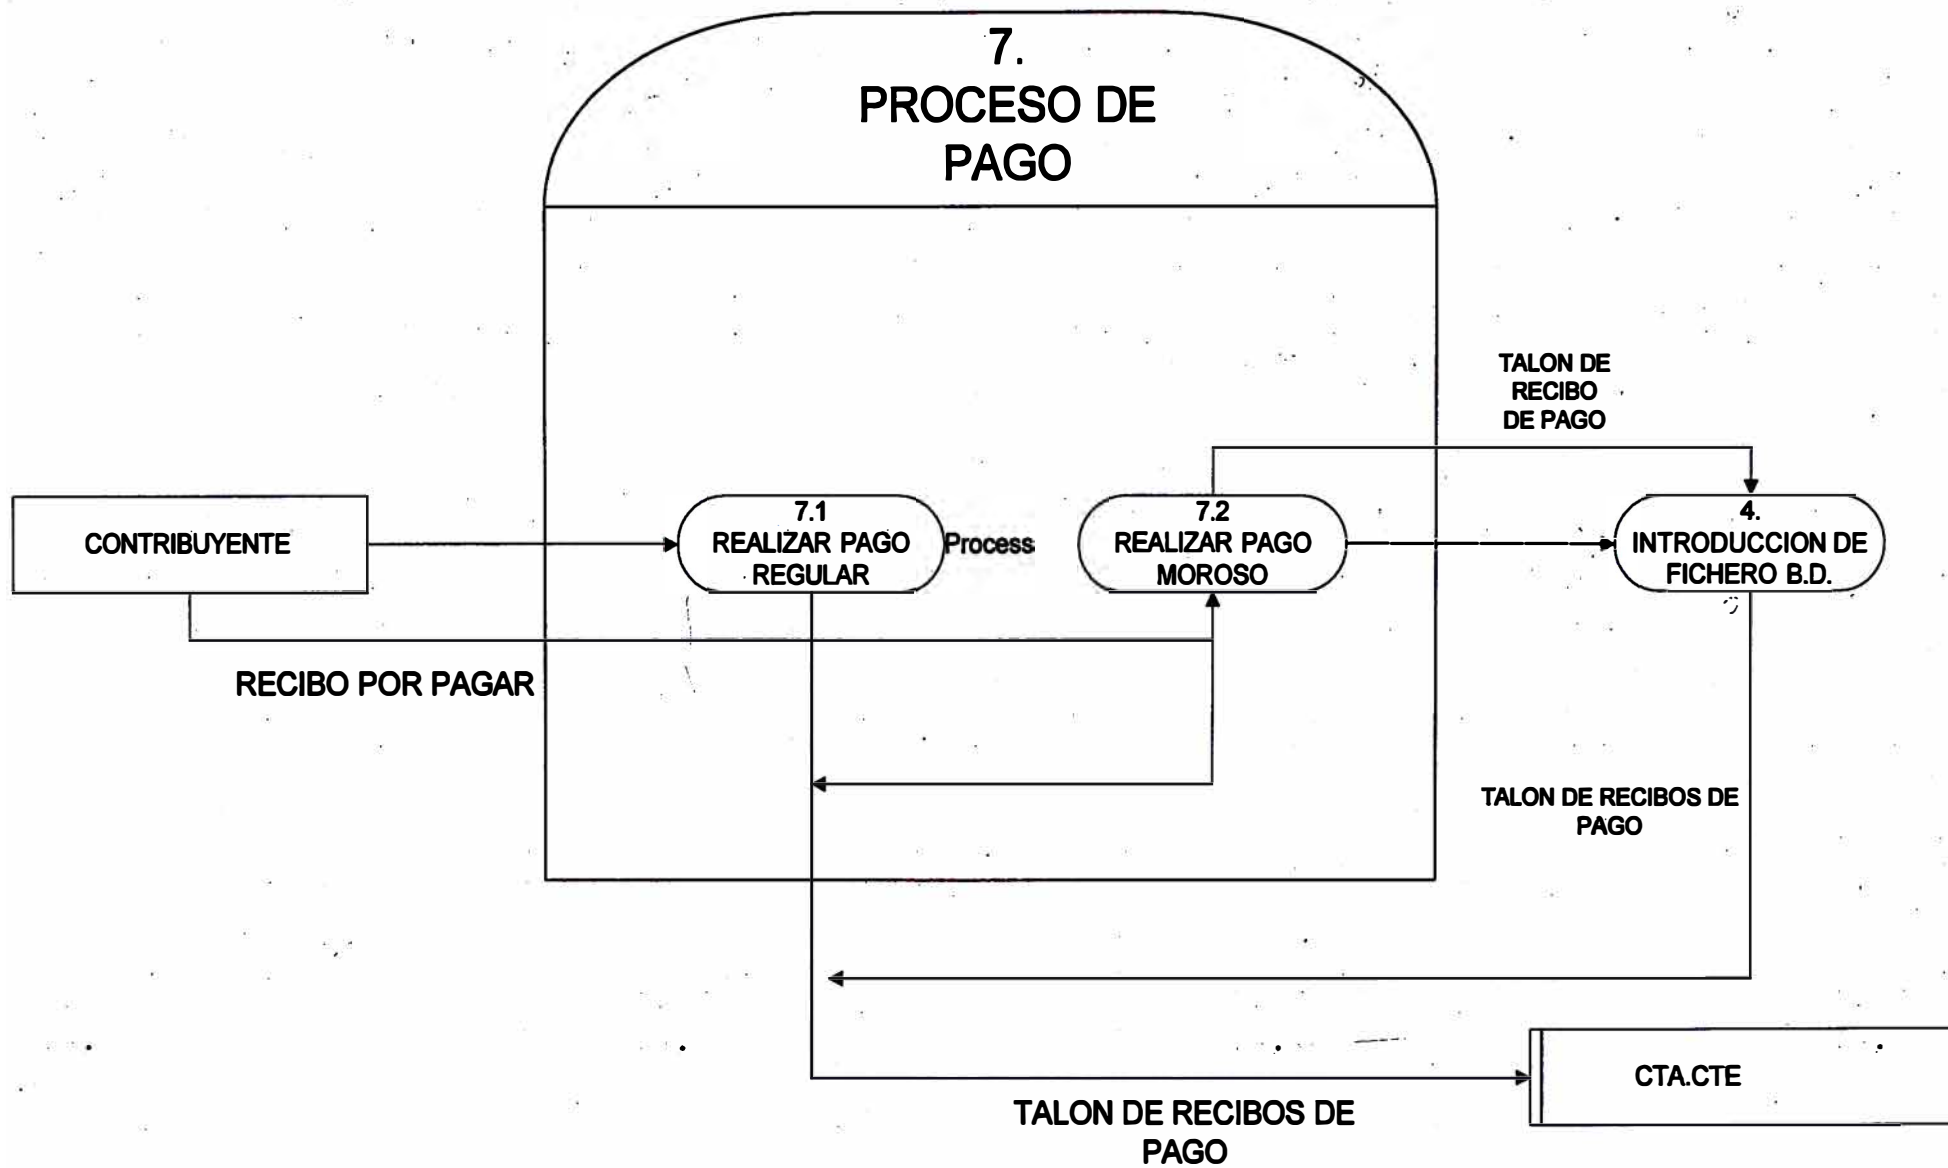 7.
PROCESO DE
PAGO
TALON DE
RECIBO
DE PAGO
CONTRIBUYENTE
7.1
REALIZAR PAGO
REGULAR
Process
7.2
REALIZAR PAGO
MOROSO
4.
INTRODUCCION DE
FICHERO B.D.
RECIBO POR PAGAR
TALON DE RECIBOS DE
PAGO
CTA.CTE
TALON DE RECIBOS DE
PAGO